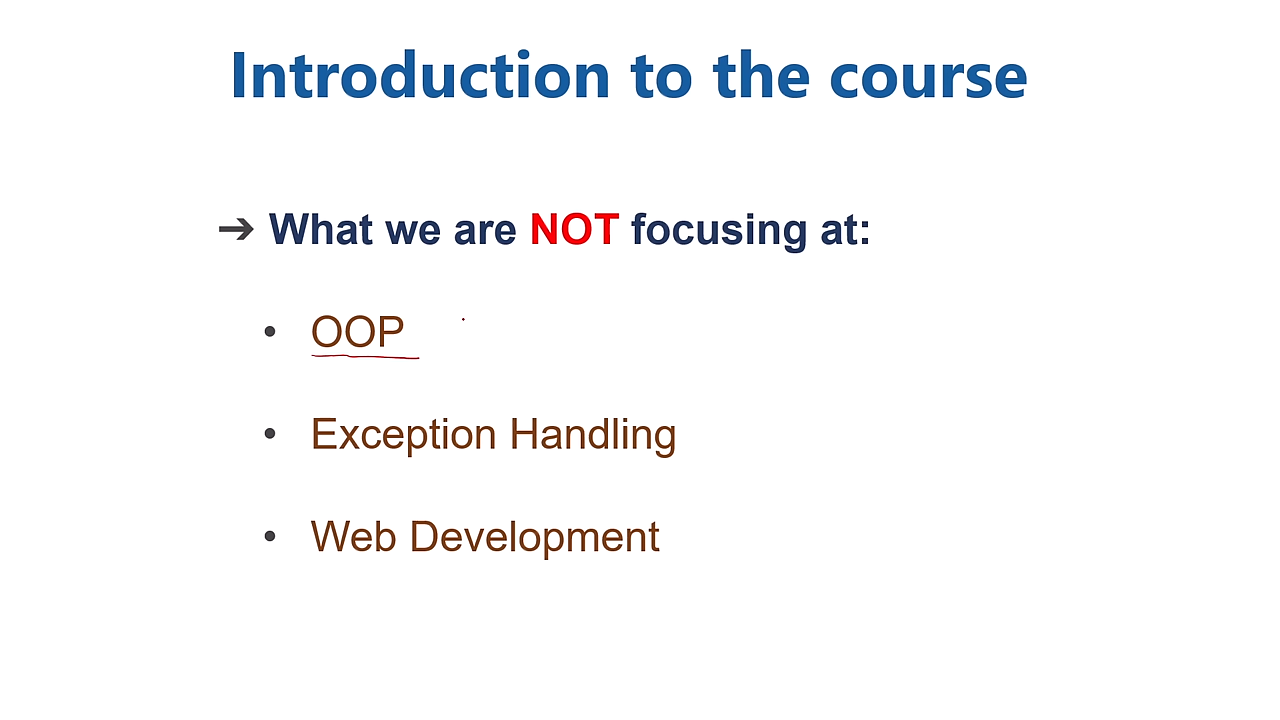 Introduction to the course
➔ What we are NOT focusing at:
• OOP
• Exception Handling
• Web Development